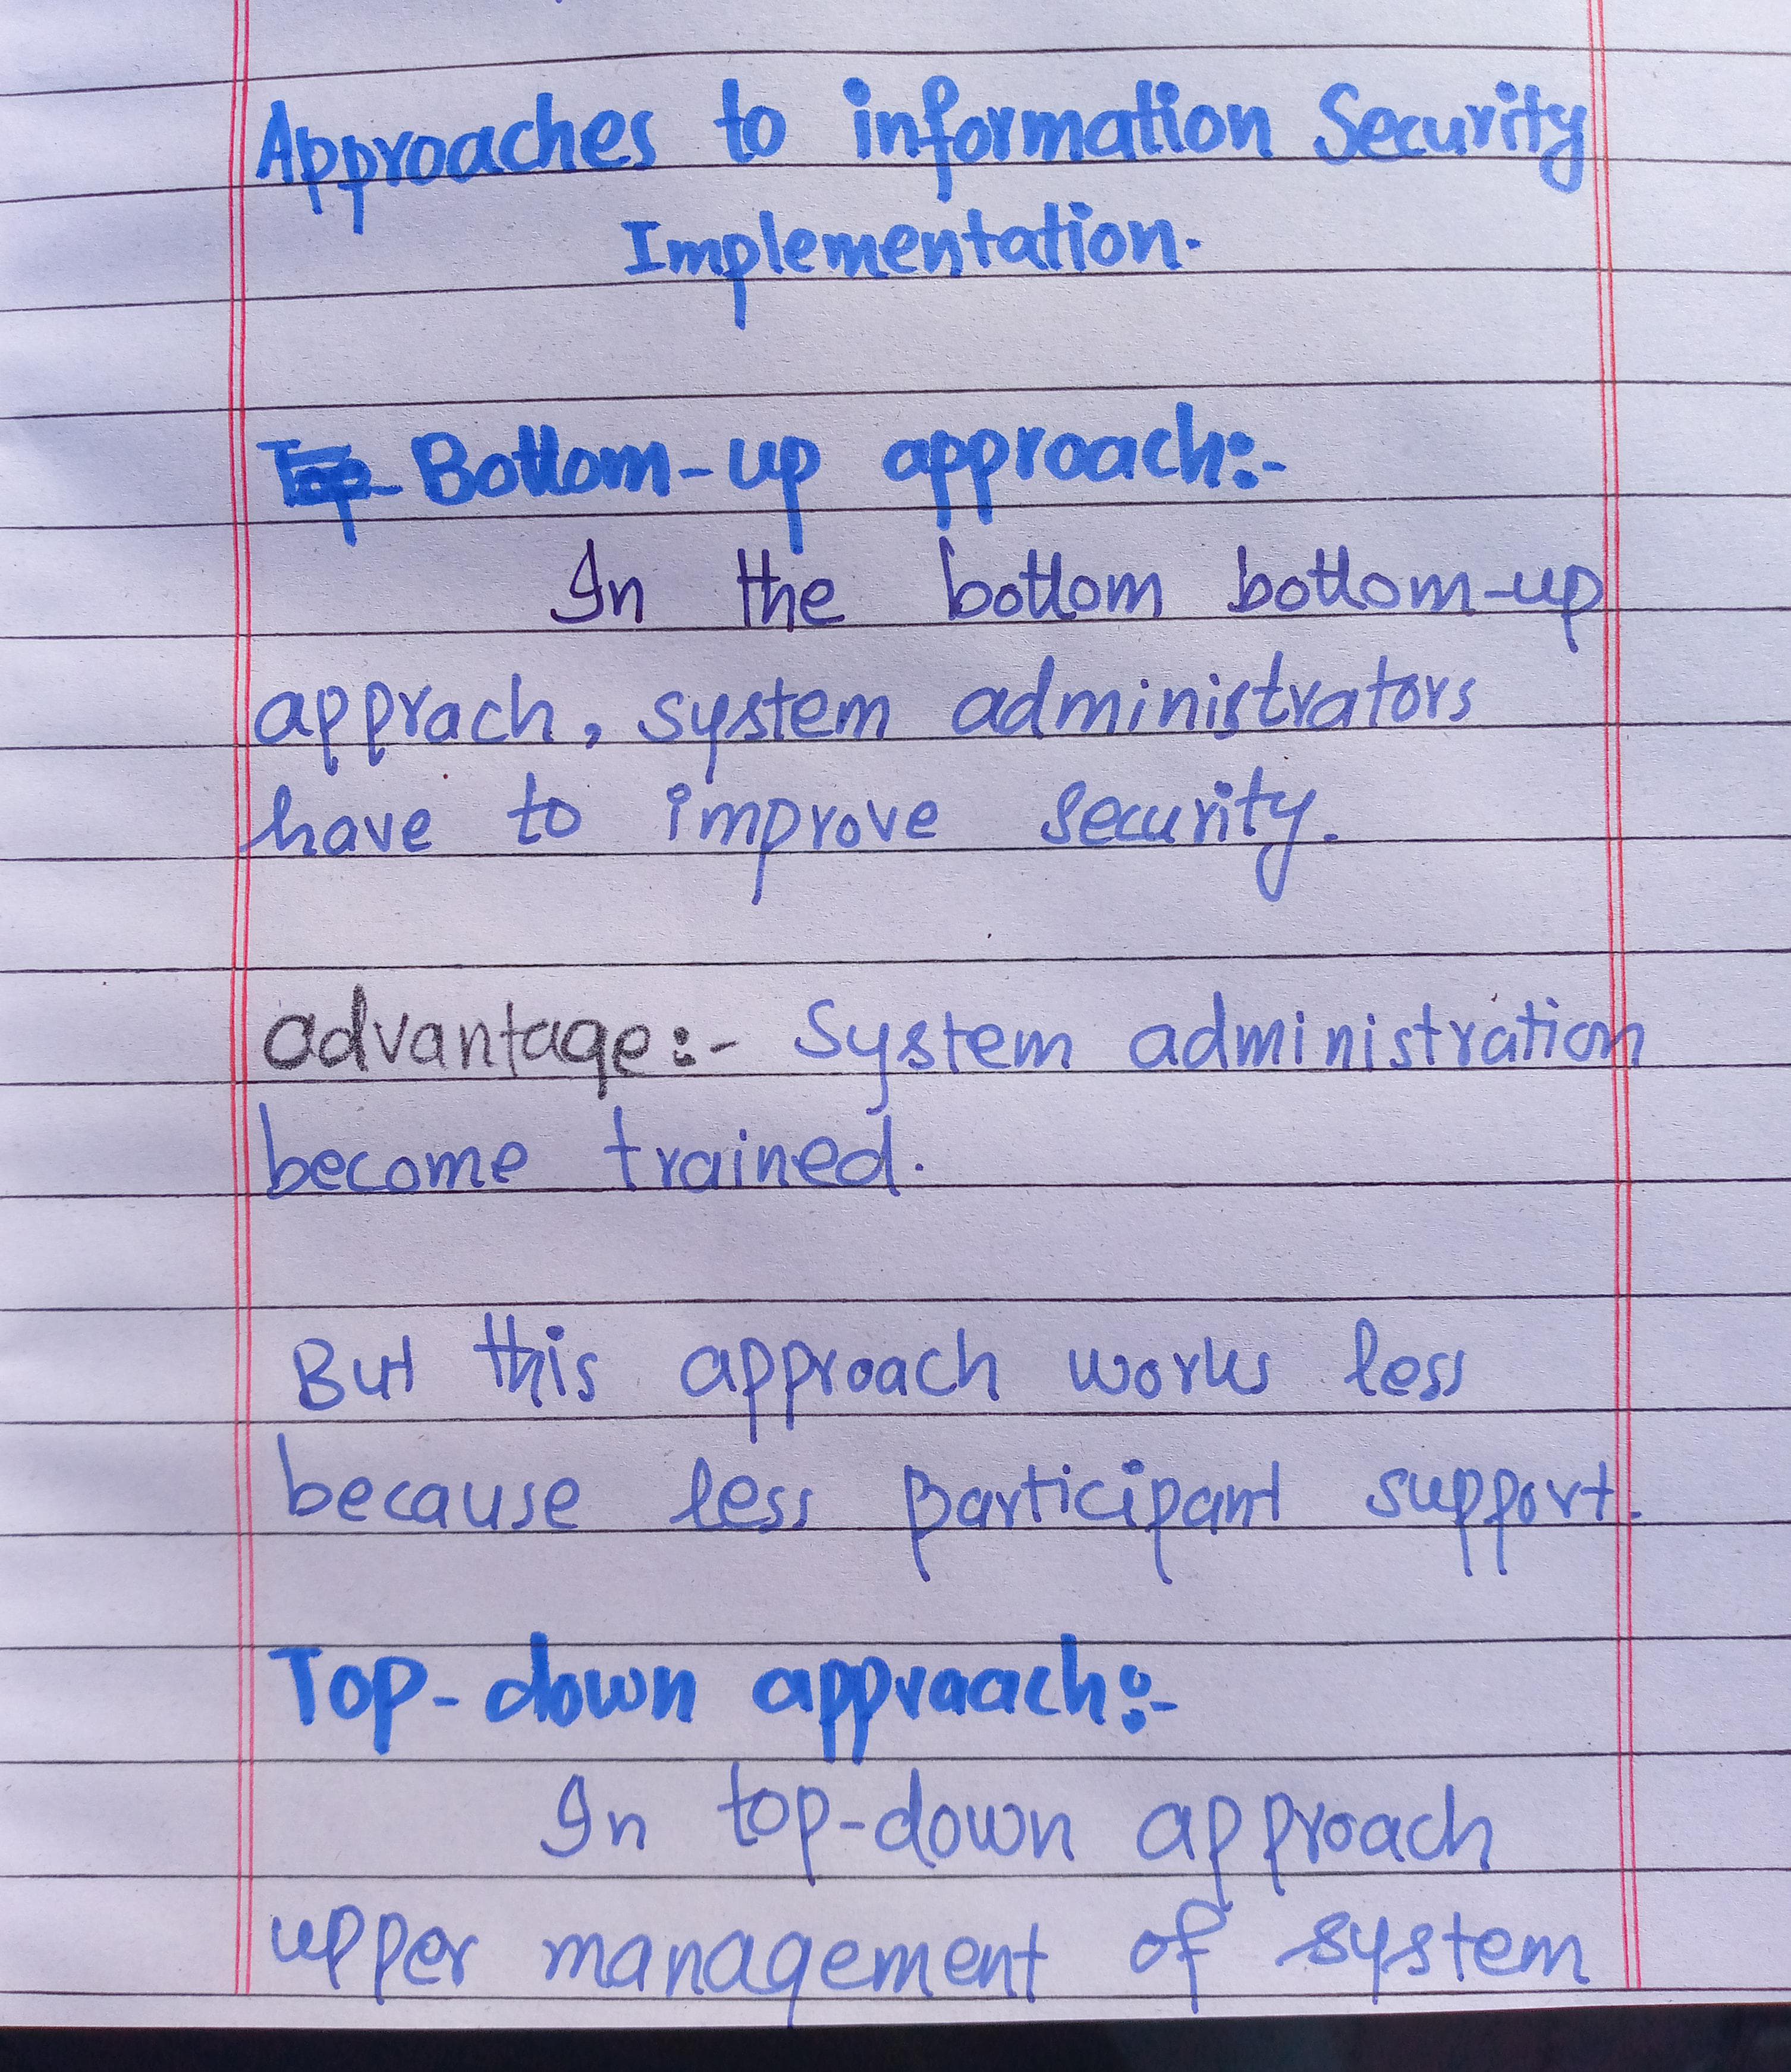 Approaches to information Security
Implementation.
Top- Bottom-up approach:-
In the bottom bottom-up
apprach, system administrators
have to improve security.
advantage:- System administration
become trained.
But this approach works less
because less participant support.
Top-down appraach:-
In top-down approach
upper management of system